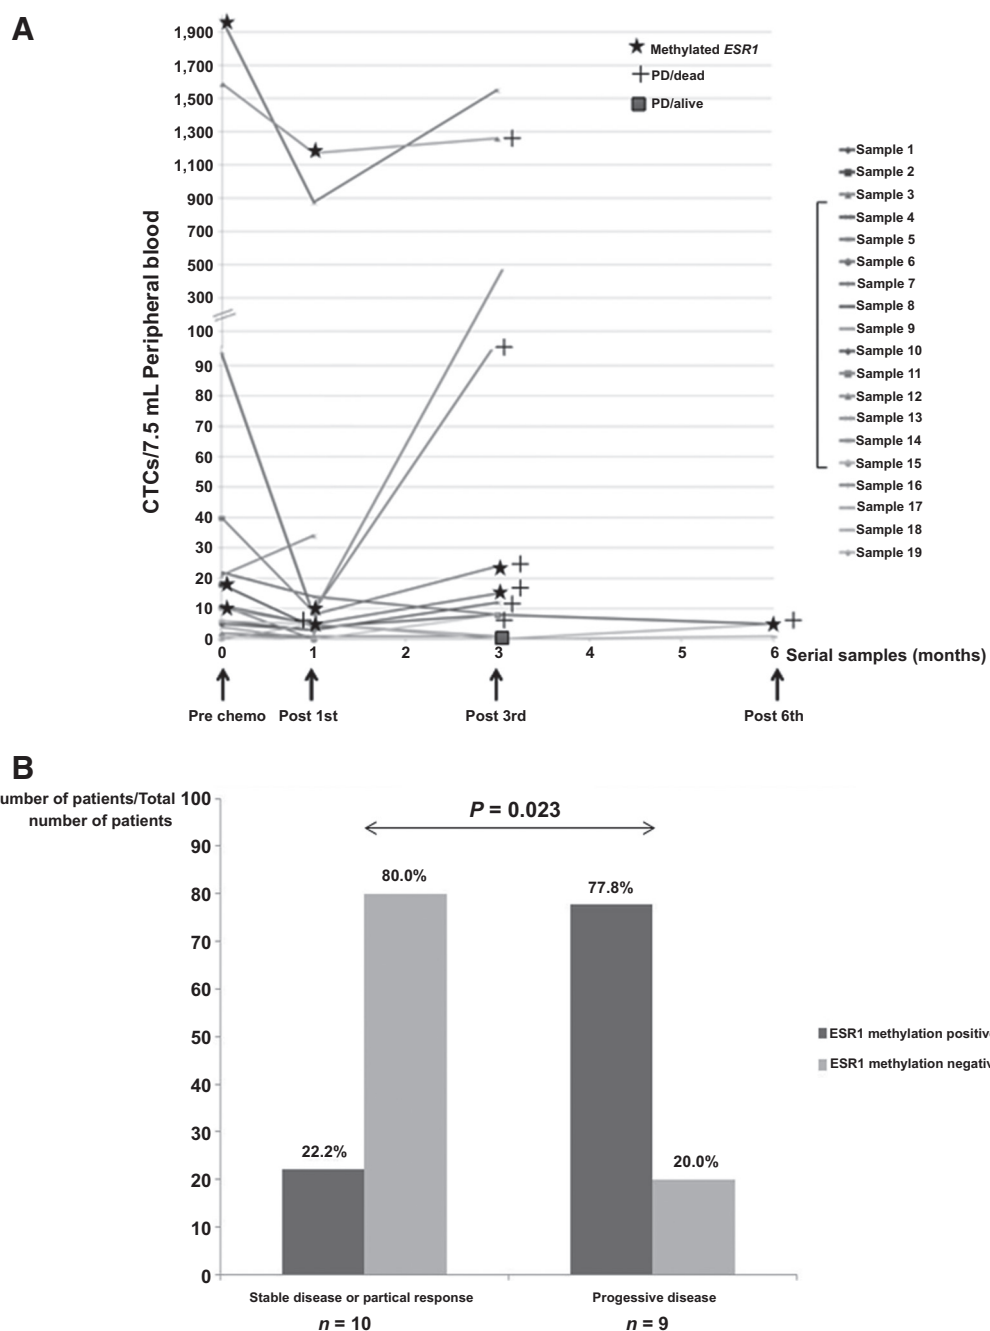 A
1,900
1,700
1,500
1,300
1,100
900
700
500
300
100
90
80
70
60
50
40
30
20
10
0
CTCs/7.5 mL Peripheral blood
Methylated ESR1
PD/dead
PD/alive
Sample 1
Sample 2
Sample 3
Sample 4
Sample 5
Sample 6
Sample 7
Sample 8
Sample 9
Sample 10
Sample 11
Sample 12
Sample 13
Sample 14
Sample 15
Sample 16
Sample 17
Sample 18
Sample 19
0 1 2 3 4 5 6 Serial samples (months)
Pre chemo Post 1st Post 3rd Post 6th
B
umber of patients/Total
number of patients
100
90
80
70
60
50
40
30
20
10
0
P = 0.023
80.0%
77.8%
22.2%
20.0%
ESR1 methylation positiv
ESR1 methylation negativ
Stable disease or partical response Progessive disease
n = 10 n = 9